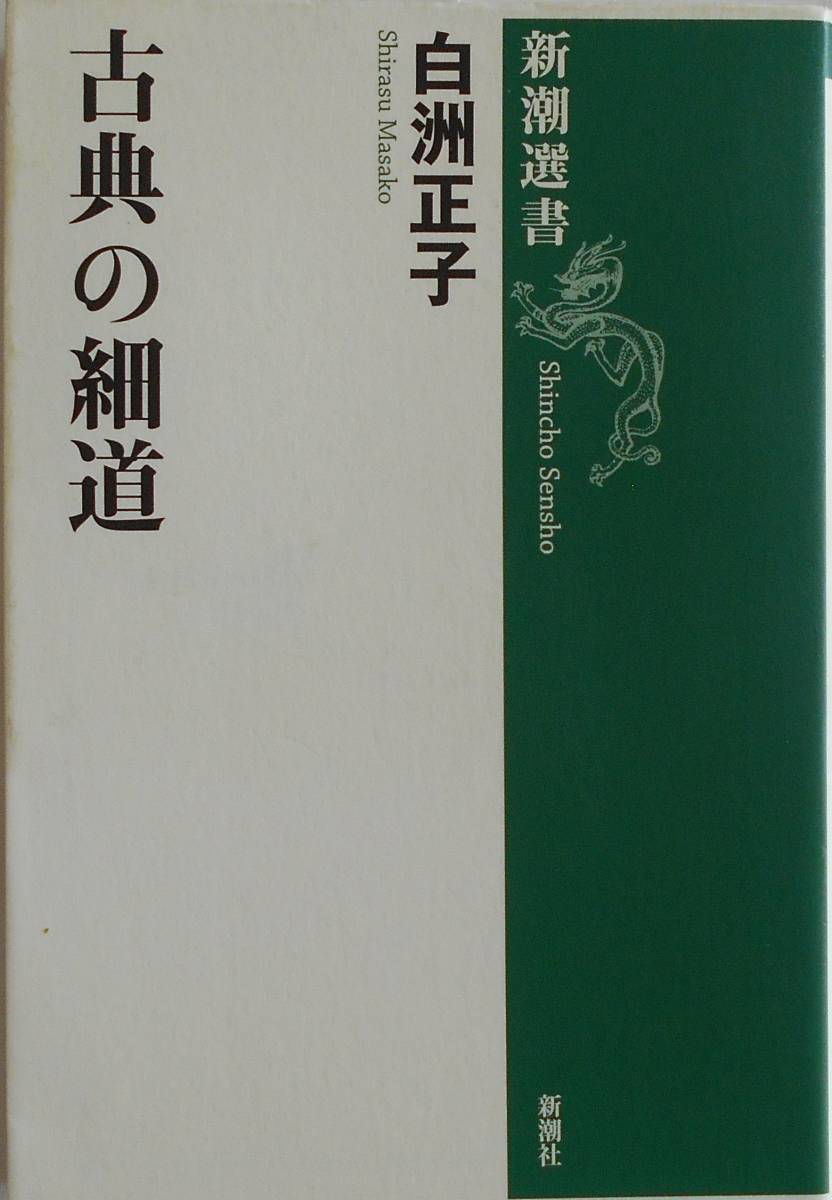 新潮選書
Shincho Sensho
新潮社
白洲正子
Shirasu Masako
古典の細道